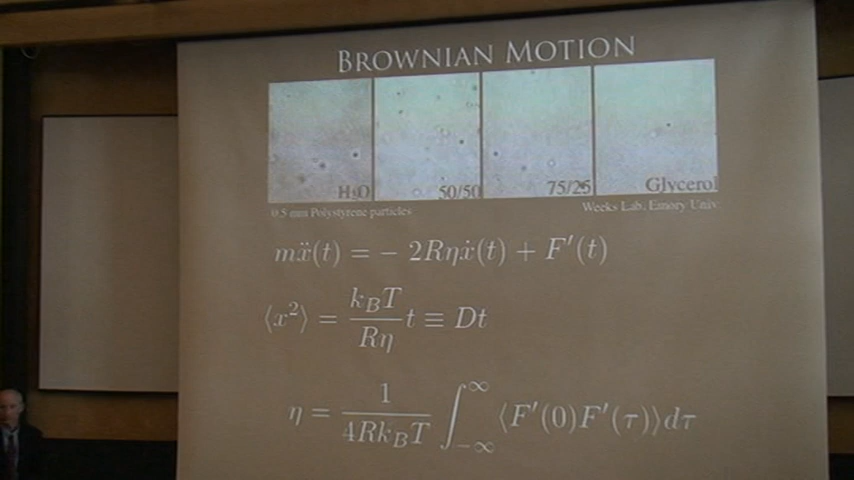 BROWNIAN MOTION
H₂O 50/50 75/25 Glycerol
0.5 mm Polystyrene particles Weeks Lab, Emory Univ
mẍ(t) = − 2Rηẋ(t) + F′(t)
⟨x²⟩ = k_BT/Rη t ≡ Dt
η = 1/4Rk_BT ∫_{-∞}^{∞} ⟨F′(0)F′(τ)⟩dτ